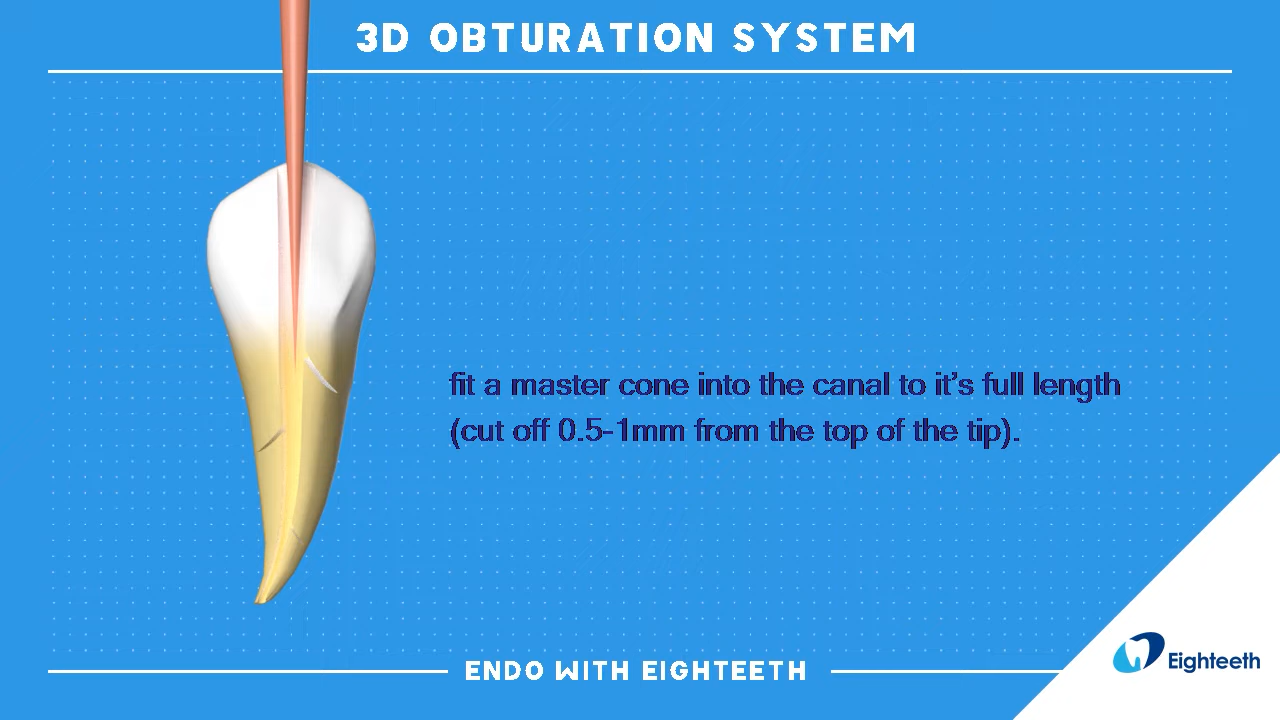 3D OBTURATION SYSTEM
fit a master cone into the canal to it’s full length
(cut off 0.5-1mm from the top of the tip).
ENDO WITH EIGHTEETH
Eighteeth